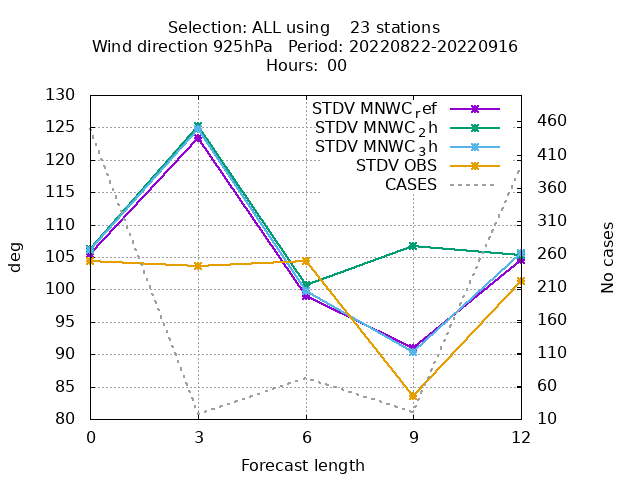 Selection: ALL using    23 stations
Wind direction 925hPa   Period: 20220822-20220916
Hours: 00
STDV MNWC_ref
STDV MNWC_2h
STDV MNWC_3h
STDV OBS
CASES
130
125
120
115
110
105
100
95
90
85
80
deg
460
410
360
310
260
210
160
110
60
10
No cases
0 3 6 9 12
Forecast length